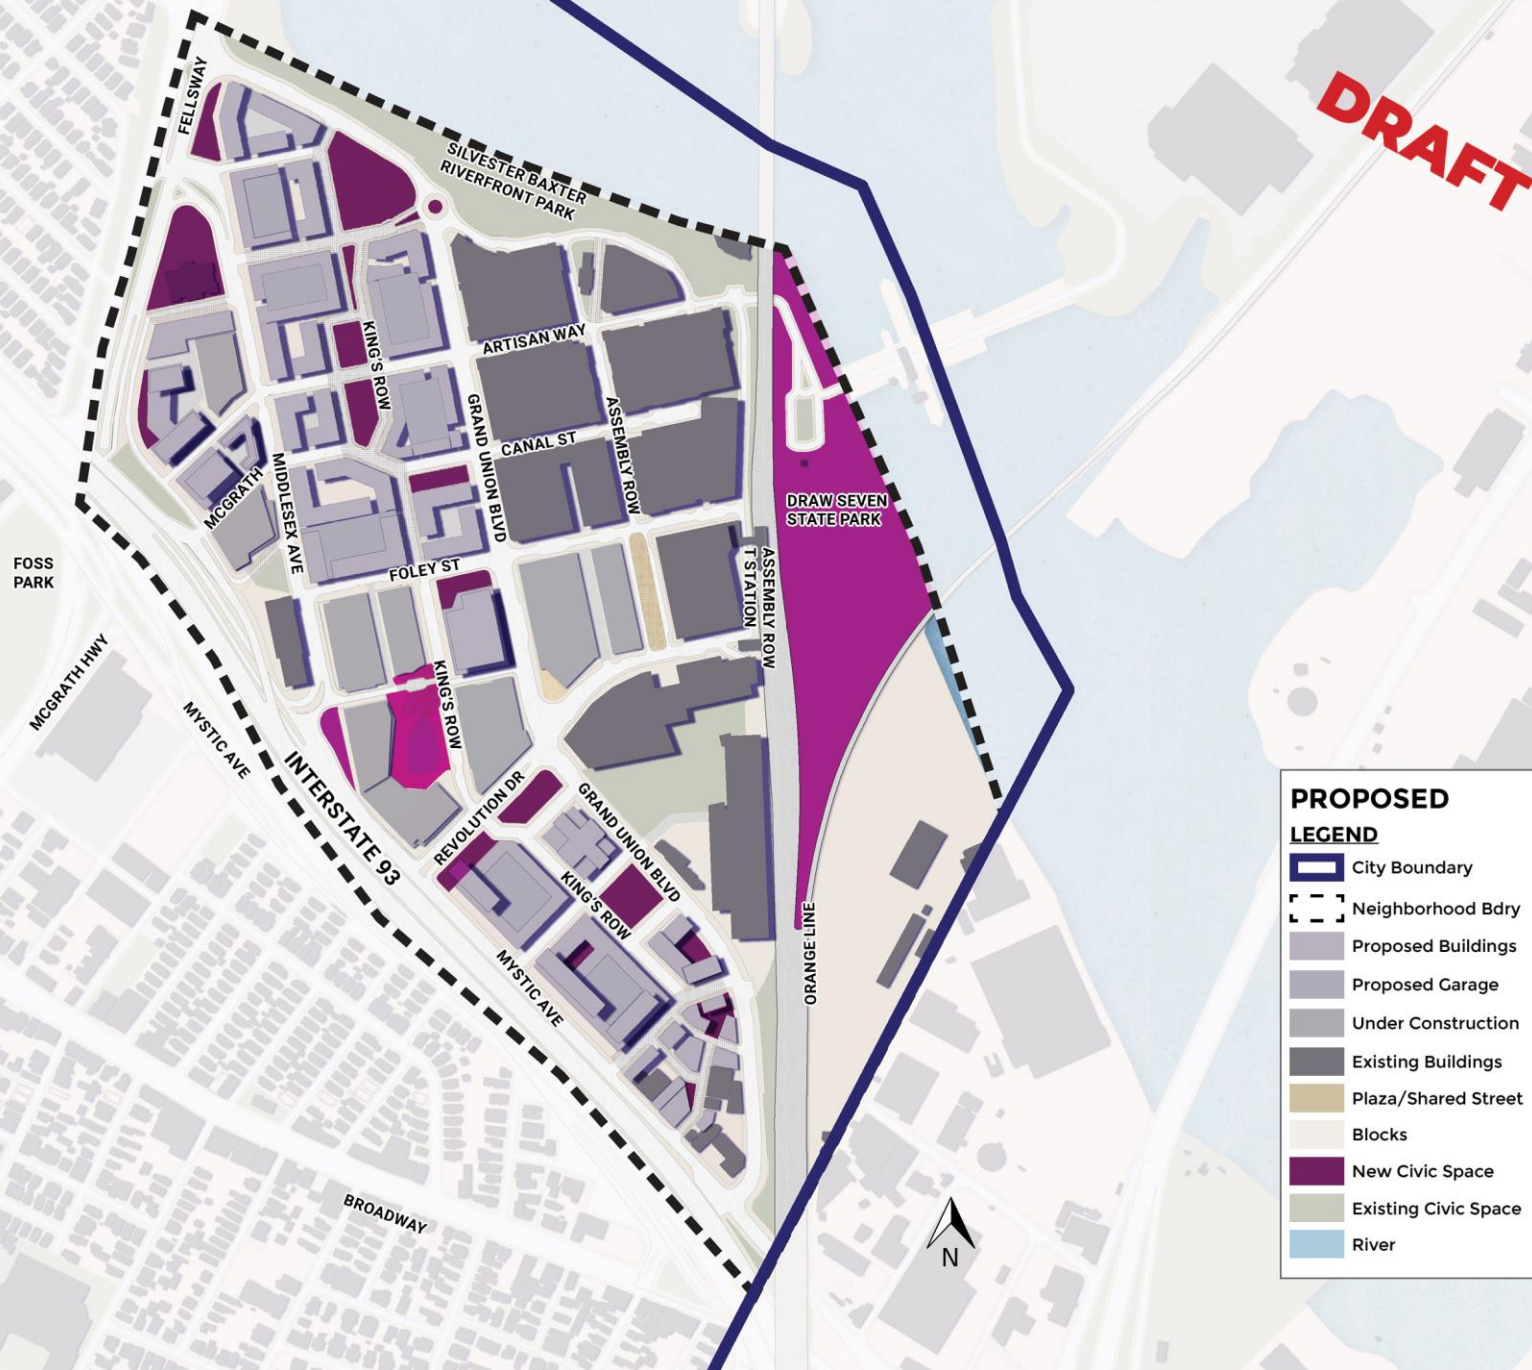 DRAFT
FELLSWAY
SILVESTER BAXTER
RIVERFRONT PARK
KING'S ROW
ARTISAN WAY
GRAND UNION BLVD
CANAL ST
ASSEMBLY ROW
MCGRATH
MIDDLESEX AVE
DRAW SEVEN
STATE PARK
FOSS
PARK
FOLEY ST
ASSEMBLY ROW
T STATION
MCGRATH HWY
KING'S ROW
MYSTIC AVE
INTERSTATE 93
REVOLUTION DR
GRAND UNION BLVD
KING'S ROW
MYSTIC AVE
ORANGE LINE
BROADWAY
N
PROPOSED
LEGEND
City Boundary
Neighborhood Bdry
Proposed Buildings
Proposed Garage
Under Construction
Existing Buildings
Plaza/Shared Street
Blocks
New Civic Space
Existing Civic Space
River